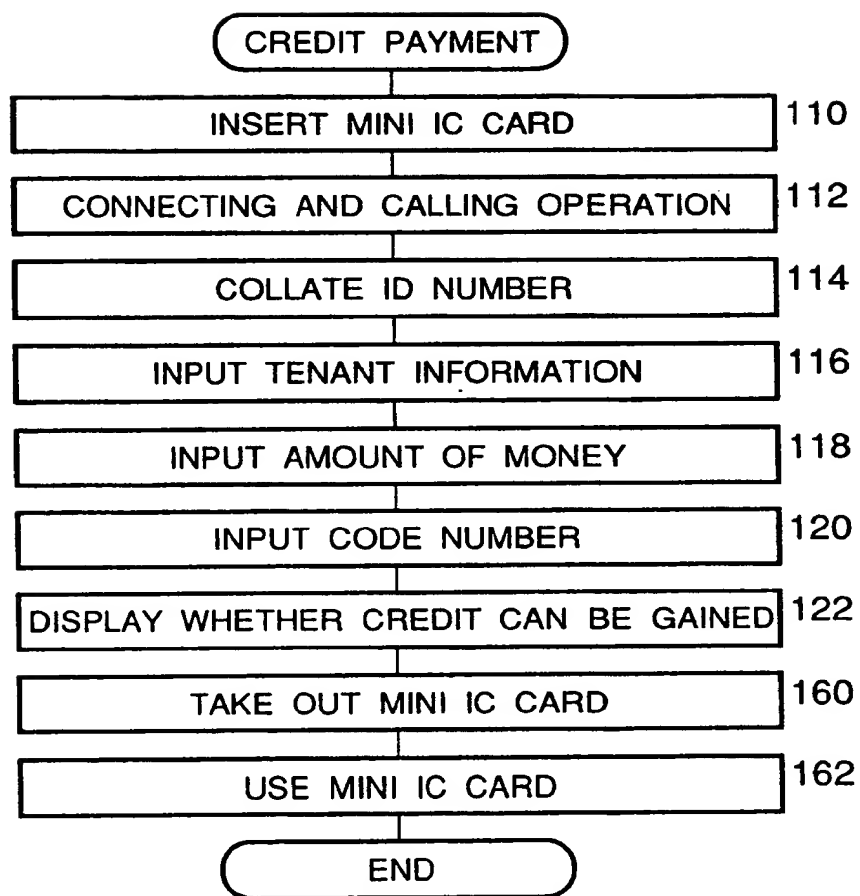 CREDIT PAYMENT
INSERT MINI IC CARD 110
CONNECTING AND CALLING OPERATION 112
COLLATE ID NUMBER 114
INPUT TENANT INFORMATION 116
INPUT AMOUNT OF MONEY 118
INPUT CODE NUMBER 120
DISPLAY WHETHER CREDIT CAN BE GAINED 122
TAKE OUT MINI IC CARD 160
USE MINI IC CARD 162
END